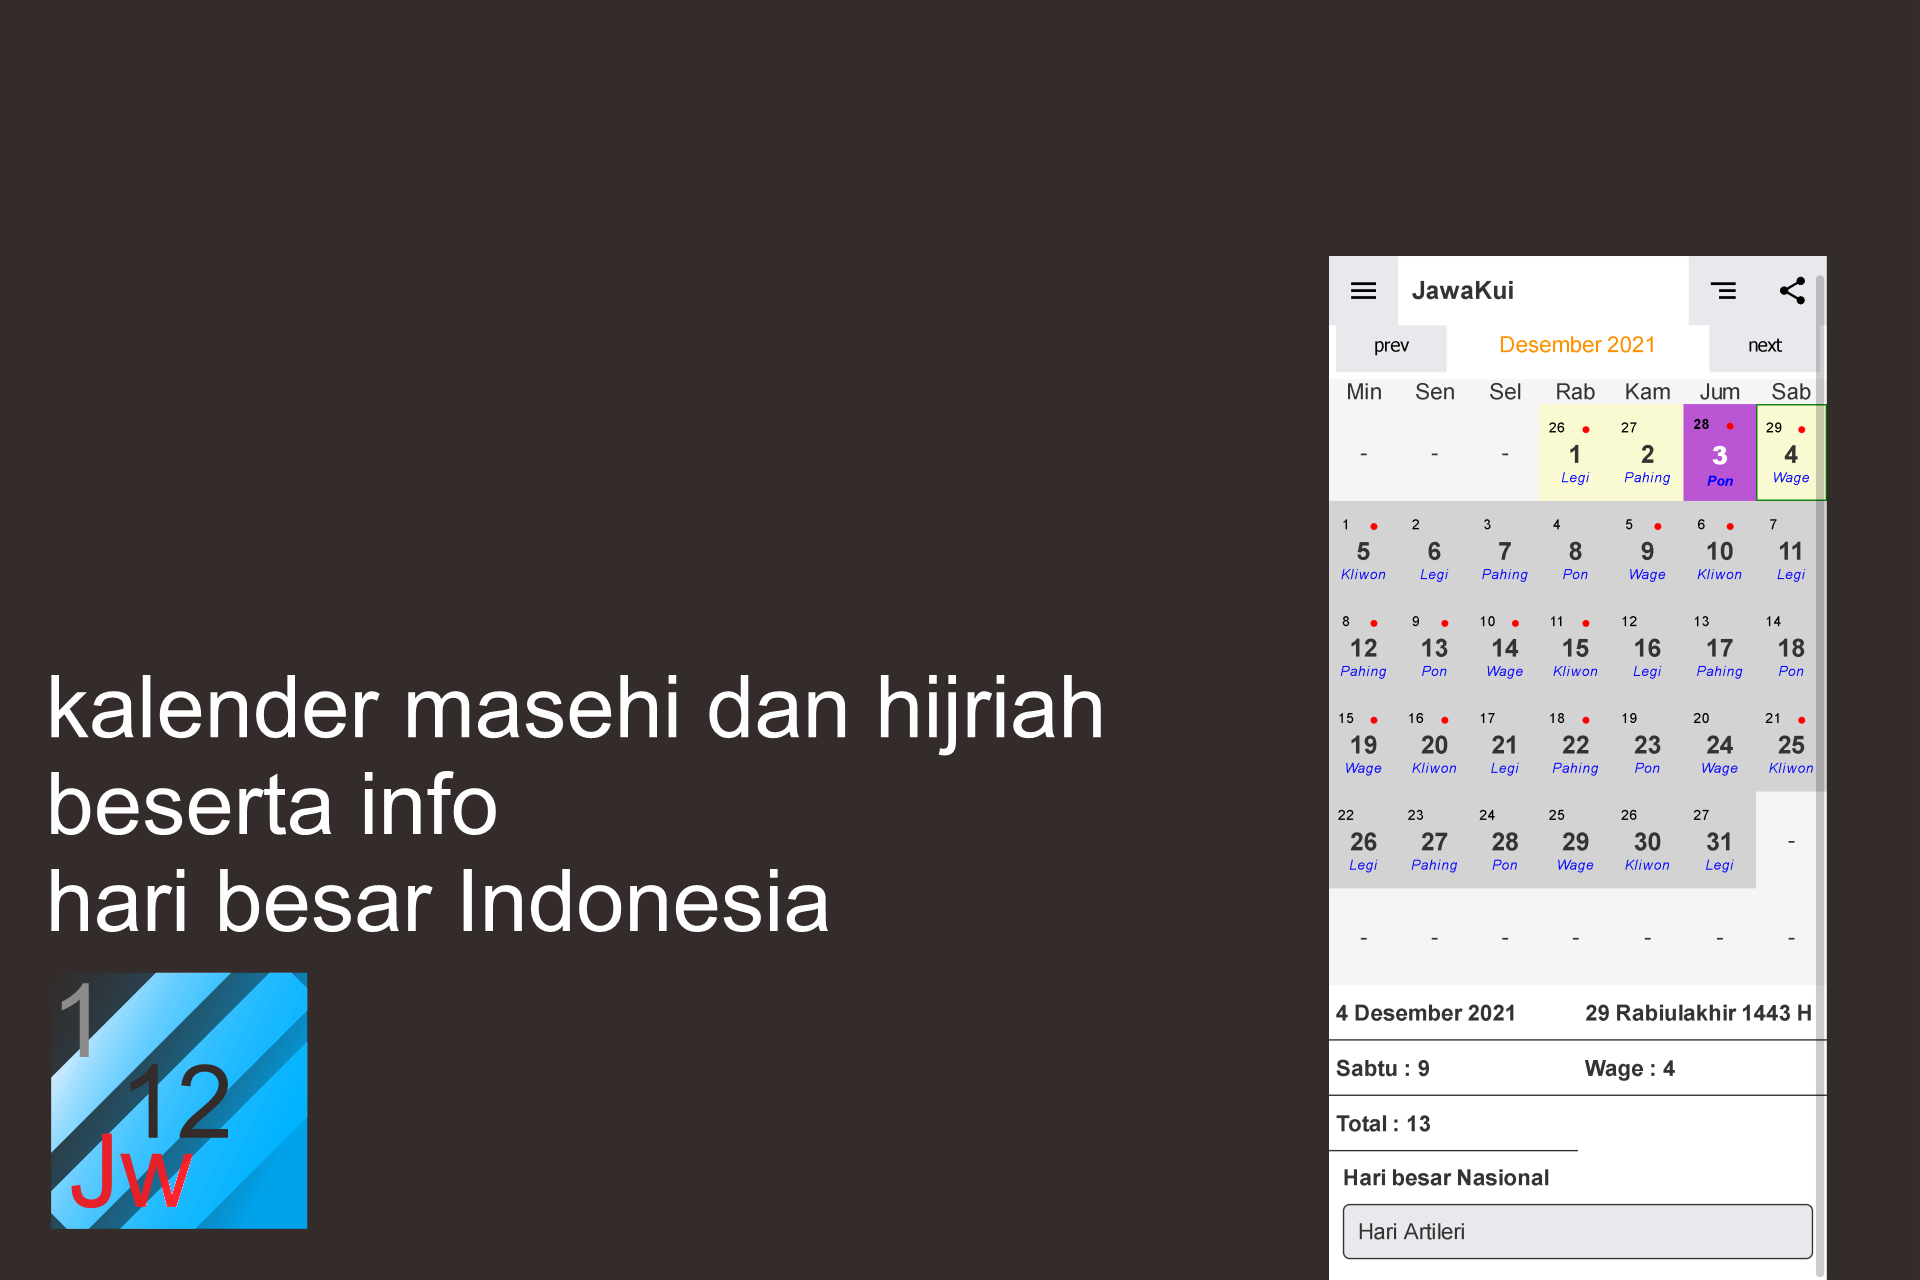 kalender masehi dan hijriah
beserta info
hari besar Indonesia
1
12
Jw
JawaKui
prev Desember 2021 next
Min Sen Sel Rab Kam Jum Sab
26 27 28 29
- - - 1 2 3 4
Legi Pahing Pon Wage
1 2 3 4 5 6 7
5 6 7 8 9 10 11
Kliwon Legi Pahing Pon Wage Kliwon Legi
8 9 10 11 12 13 14
12 13 14 15 16 17 18
Pahing Pon Wage Kliwon Legi Pahing Pon
15 16 17 18 19 20 21
19 20 21 22 23 24 25
Wage Kliwon Legi Pahing Pon Wage Kliwon
22 23 24 25 26 27
26 27 28 29 30 31 -
Legi Pahing Pon Wage Kliwon Legi
- - - - - - -
4 Desember 2021 29 Rabiulakhir 1443 H
Sabtu : 9 Wage : 4
Total : 13
Hari besar Nasional
Hari Artileri